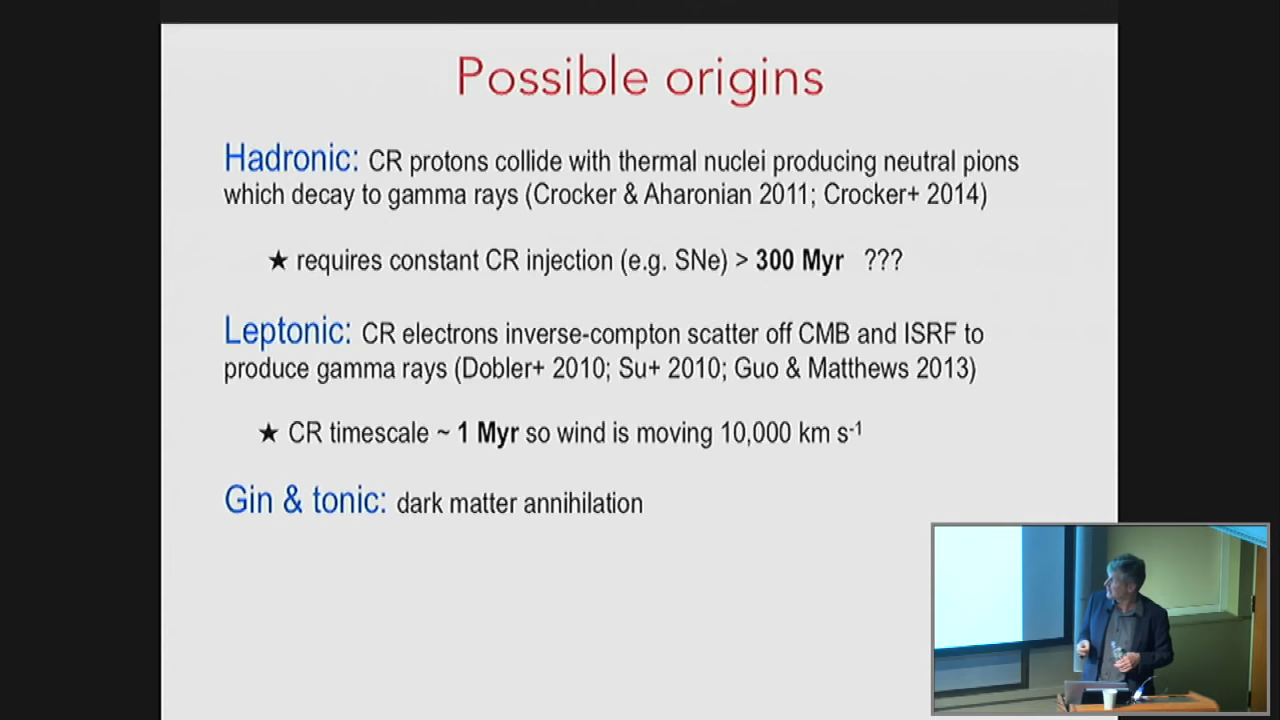 Possible origins
Hadronic: CR protons collide with thermal nuclei producing neutral pions
which decay to gamma rays (Crocker & Aharonian 2011; Crocker+ 2014)
★ requires constant CR injection (e.g. SNe) > 300 Myr ???
Leptonic: CR electrons inverse-compton scatter off CMB and ISRF to
produce gamma rays (Dobler+ 2010; Su+ 2010; Guo & Matthews 2013)
★ CR timescale ~ 1 Myr so wind is moving 10,000 km s⁻¹
Gin & tonic: dark matter annihilation